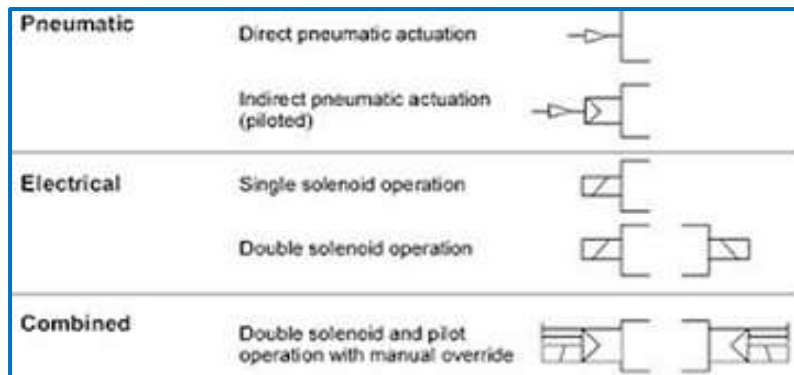 Pneumatic
Direct pneumatic actuation
Indirect pneumatic actuation
(piloted)
Electrical
Single solenoid operation
Double solenoid operation
Combined
Double solenoid and pilot
operation with manual override